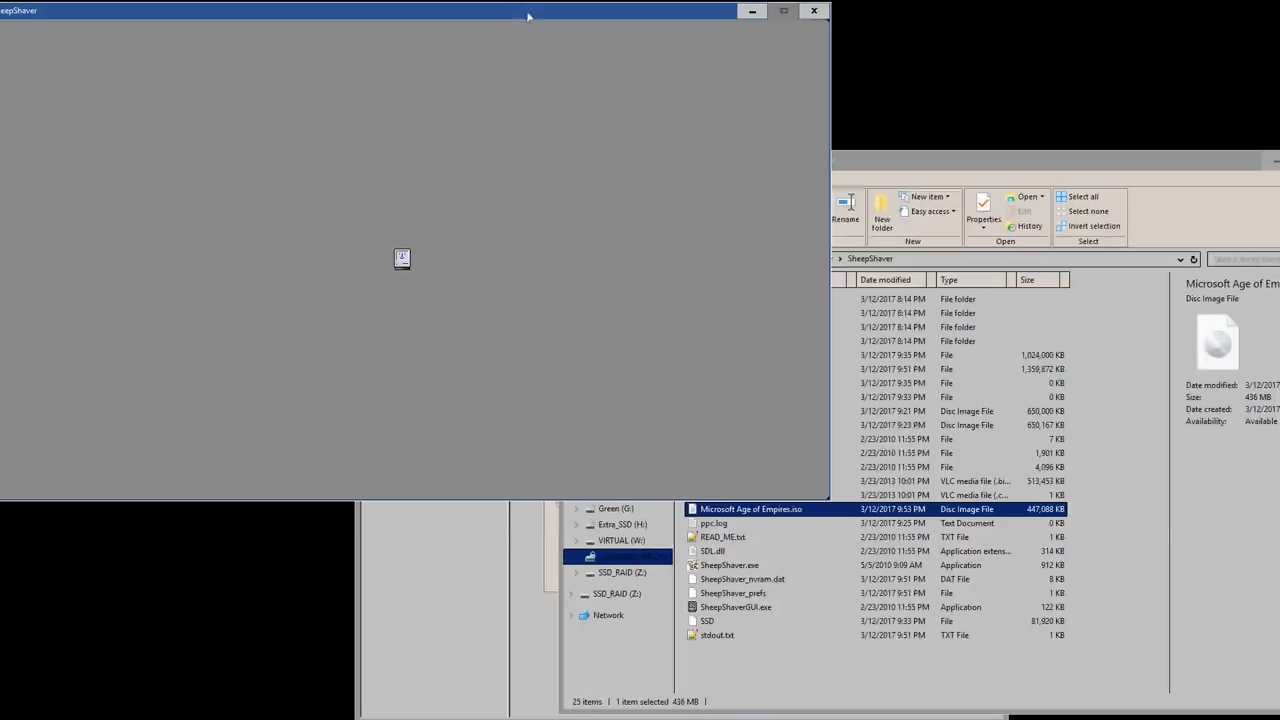 eepShaver
Rename
New folder
New item
Easy access
New
Properties
Open
Edit
History
Open
Select all
Select none
Invert selection
Select
SheepShaver
Date modified Type Size
3/12/2017 8:14 PM File folder
3/12/2017 8:14 PM File folder
3/12/2017 8:14 PM File folder
3/12/2017 8:14 PM File folder
3/12/2017 9:35 PM File 1,024,000 KB
3/12/2017 9:51 PM File 1,359,872 KB
3/12/2017 9:35 PM File 0 KB
3/12/2017 9:33 PM File 0 KB
3/12/2017 9:21 PM Disc Image File 650,000 KB
3/12/2017 9:23 PM Disc Image File 650,167 KB
2/23/2010 11:55 PM File 7 KB
2/23/2010 11:55 PM File 1,901 KB
2/23/2010 11:55 PM File 4,096 KB
3/23/2013 10:01 PM VLC media file (.bi... 513,453 KB
3/23/2013 10:01 PM VLC media file (.c... 1 KB
Microsoft Age of Empires.iso 3/12/2017 9:53 PM Disc Image File 447,088 KB
ppc.log 3/12/2017 9:25 PM Text Document 0 KB
READ_ME.txt 2/23/2010 11:55 PM TXT File 1 KB
SDL.dll 2/23/2010 11:55 PM Application extens... 314 KB
SheepShaver.exe 5/5/2010 9:09 AM Application 912 KB
SheepShaver_nvram.dat 3/12/2017 9:51 PM DAT File 8 KB
SheepShaver_prefs 3/12/2017 9:51 PM File 1 KB
SheepShaverGUI.exe 2/23/2010 11:55 PM Application 122 KB
SSD 3/12/2017 9:33 PM File 81,920 KB
stdout.txt 3/12/2017 9:51 PM TXT File 1 KB
Green (G:)
Extra_SSD (H:)
VIRTUAL (W:)
SSD_RAID (Z:)
SSD_RAID (Z:)
Network
25 items 1 item selected 436 MB
Microsoft Age of Em
Disc Image File
Date modified: 3/12/2017
Size: 436 MB
Date created: 3/12/2017
Availability: Available